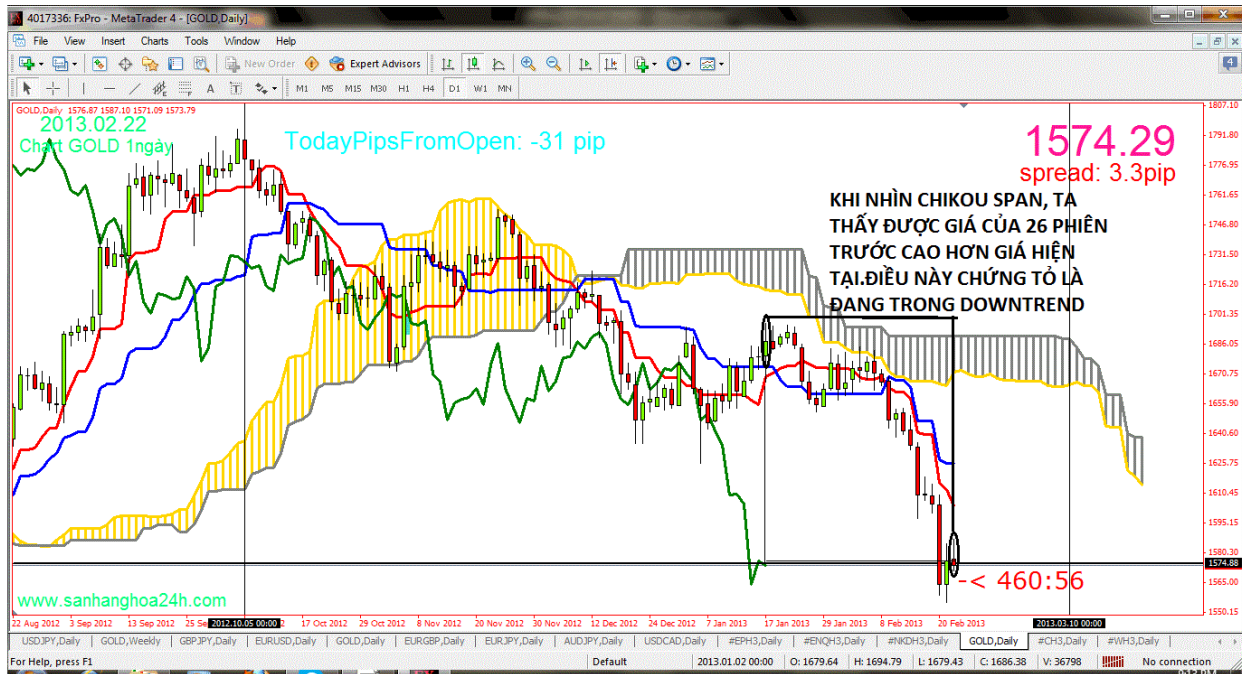 4017336: FxPro - MetaTrader 4 - [GOLD,Daily]
File View Insert Charts Tools Window Help
New Order Expert Advisors
4
A T M1 M5 M15 M30 H1 H4 D1 W1 MN
GOLD,Daily 1576.87 1587.10 1571.09 1573.79
2013.02.22
Chart GOLD 1ngày
TodayPipsFromOpen: -31 pip
1574.29
spread: 3.3pip
KHI NHÌN CHIKOU SPAN, TA
THẤY ĐƯỢC GIÁ CỦA 26 PHIÊN
TRƯỚC CAO HƠN GIÁ HIỆN
TẠI.ĐIỀU NÀY CHỨNG TỎ LÀ
ĐANG TRONG DOWNTREND
1807.10
1791.80
1776.95
1761.65
1746.80
1731.50
1716.20
1701.35
1686.05
1670.75
1655.90
1640.60
1625.75
1610.45
1595.15
1580.30
1574.88
1565.00
1550.15
-< 460:56
www.sanhanghoa24h.com
22 Aug 2012 3 Sep 2012 13 Sep 2012 25 Se 2012.10.05 00:00 2 17 Oct 2012 29 Oct 2012 8 Nov 2012 20 Nov 2012 30 Nov 2012 12 Dec 2012 24 Dec 2012 7 Jan 2013 17 Jan 2013 29 Jan 2013 8 Feb 2013 20 Feb 2013 2013.03.10 00:00
USDJPY,Daily GOLD,Weekly GBPJPY,Daily EURUSD,Daily GOLD,Daily EURGBP,Daily EURJPY,Daily AUDJPY,Daily USDCAD,Daily #EPH3,Daily #ENQH3,Daily #NKDH3,Daily GOLD,Daily #CH3,Daily #WH3,Daily
For Help, press F1 Default 2013.01.02 00:00 O: 1679.64 H: 1694.79 L: 1679.43 C: 1686.38 V: 36798 No connection